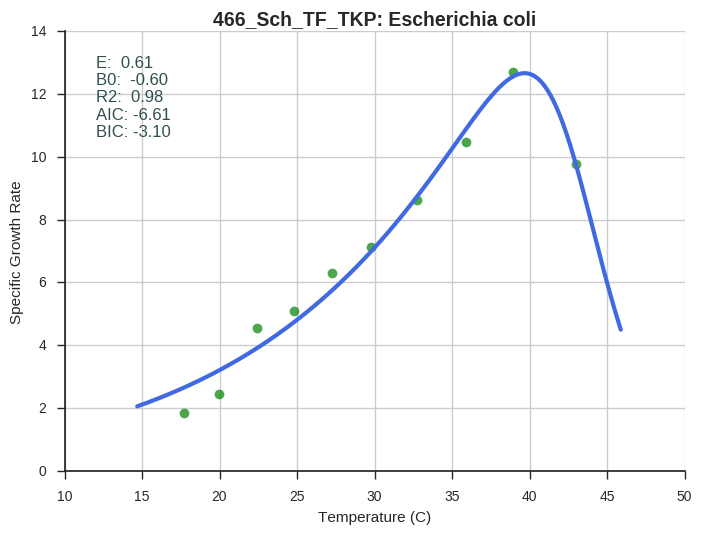 466_Sch_TF_TKP: Escherichia coli
E: 0.61
B0: -0.60
R2: 0.98
AIC: -6.61
BIC: -3.10
14
12
10
8
6
4
2
0
Specific Growth Rate
10 15 20 25 30 35 40 45 50
Temperature (C)